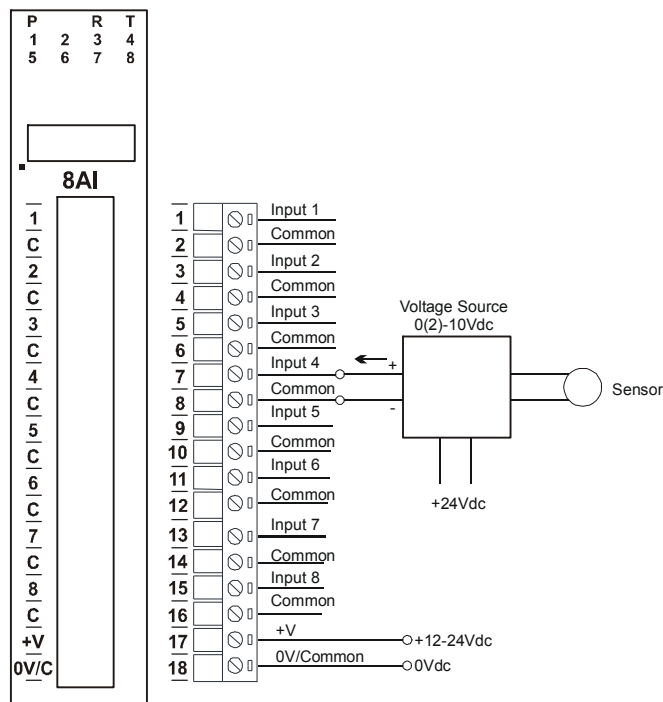 P R T
1 2 3 4
5 6 7 8
8AI
1
C
2
C
3
C
4
C
5
C
6
C
7
C
8
C
+V
0V/C
1 Input 1
2 Common
3 Input 2
4 Common
5 Input 3
6 Common
7 Input 4
8 Common
9 Input 5
10 Common
11 Input 6
12 Common
13 Input 7
14 Common
15 Input 8
16 Common
17 +V +12-24Vdc
18 0V/Common 0Vdc
Voltage Source
0(2)-10Vdc
+
-
Sensor
+24Vdc